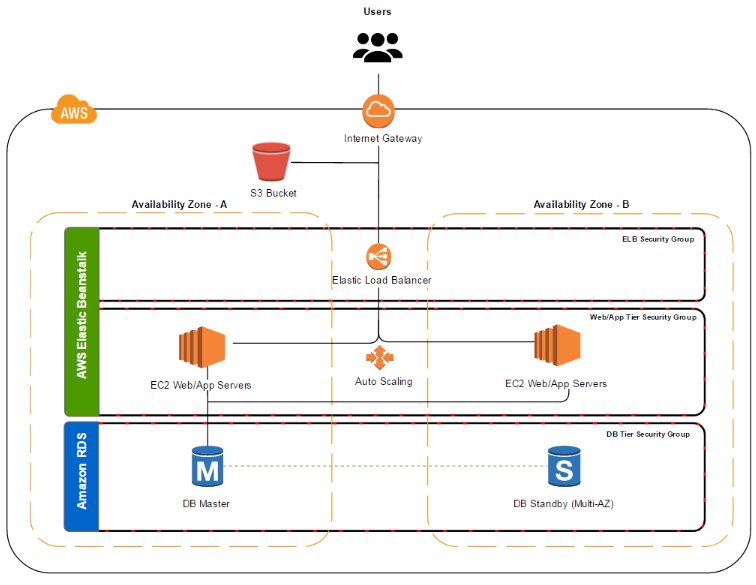 Users
AWS
Internet Gateway
S3 Bucket
Availability Zone - A
Availability Zone - B
AWS Elastic Beanstalk
ELB Security Group
Elastic Load Balancer
Web/App Tier Security Group
EC2 Web/App Servers
Auto Scaling
EC2 Web/App Servers
Amazon RDS
DB Tier Security Group
M
S
DB Master
DB Standby (Multi-AZ)